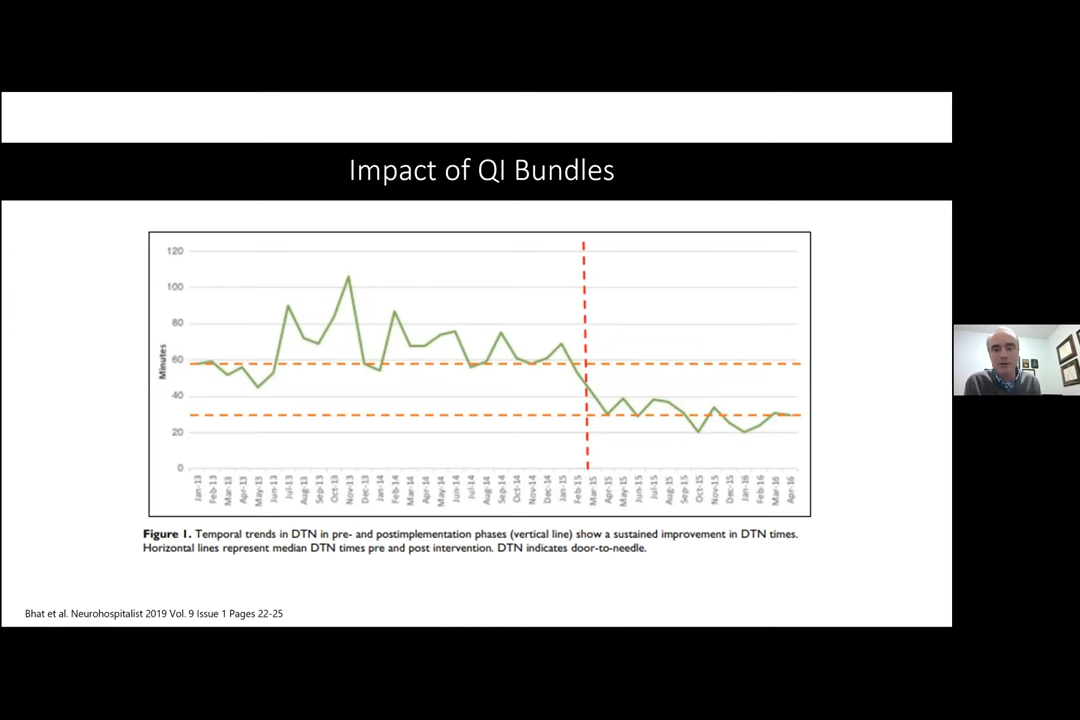 Impact of QI Bundles
120
100
80
60
40
20
0
Minutes
Jan-13
Feb-13
Mar-13
Apr-13
May-13
Jun-13
Jul-13
Aug-13
Sep-13
Oct-13
Nov-13
Dec-13
Jan-14
Feb-14
Mar-14
Apr-14
May-14
Jun-14
Jul-14
Aug-14
Sep-14
Oct-14
Nov-14
Dec-14
Jan-15
Feb-15
Mar-15
Apr-15
May-15
Jun-15
Jul-15
Aug-15
Sep-15
Oct-15
Nov-15
Dec-15
Jan-16
Feb-16
Mar-16
Apr-16
Figure 1. Temporal trends in DTN in pre- and postimplementation phases (vertical line) show a sustained improvement in DTN times.
Horizontal lines represent median DTN times pre and post intervention. DTN indicates door-to-needle.
Bhat et al. Neurohospitalist 2019 Vol. 9 Issue 1 Pages 22-25